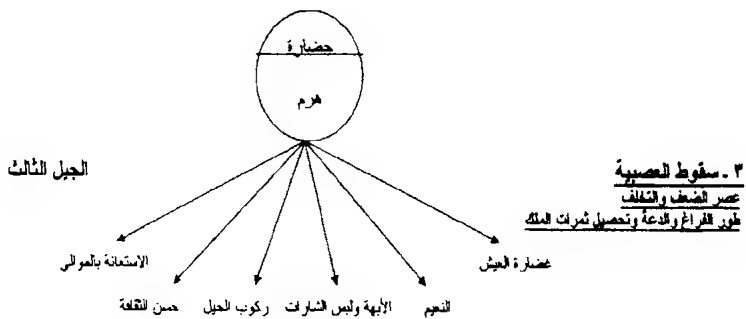 حضارة
هرم
٣ - سقوط العصبية
عصر الضعف والتخلف
طور الفراغ والدعة وتحصيل ثمرات الملك
الجيل الثالث
غضارة العيش
النعيم
الأبهة ولبس الشارات
ركوب الخيل
حسن الثقافة
الاستعانة بالموالي